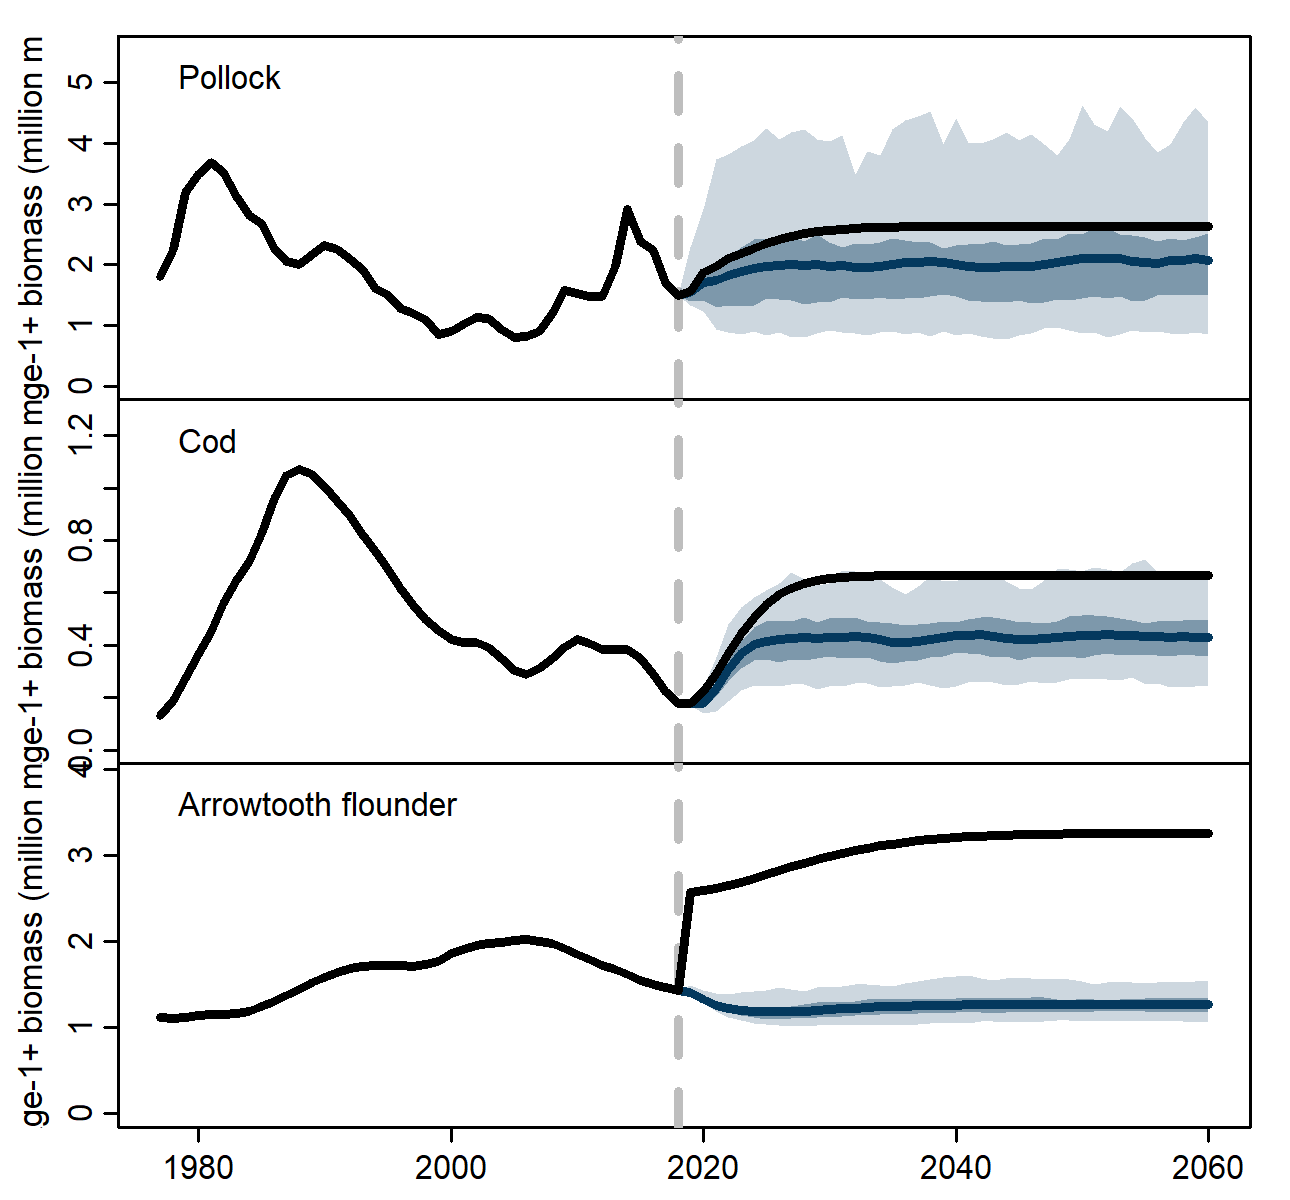 Pollock
5
4
3
2
1
0
ge-1+ biomass (million m
Cod
1.2
0.8
0.4
0.0
ge-1+ biomass (million m
Arrowtooth flounder
4
3
2
1
0
ge-1+ biomass (million m
1980 2000 2020 2040 2060